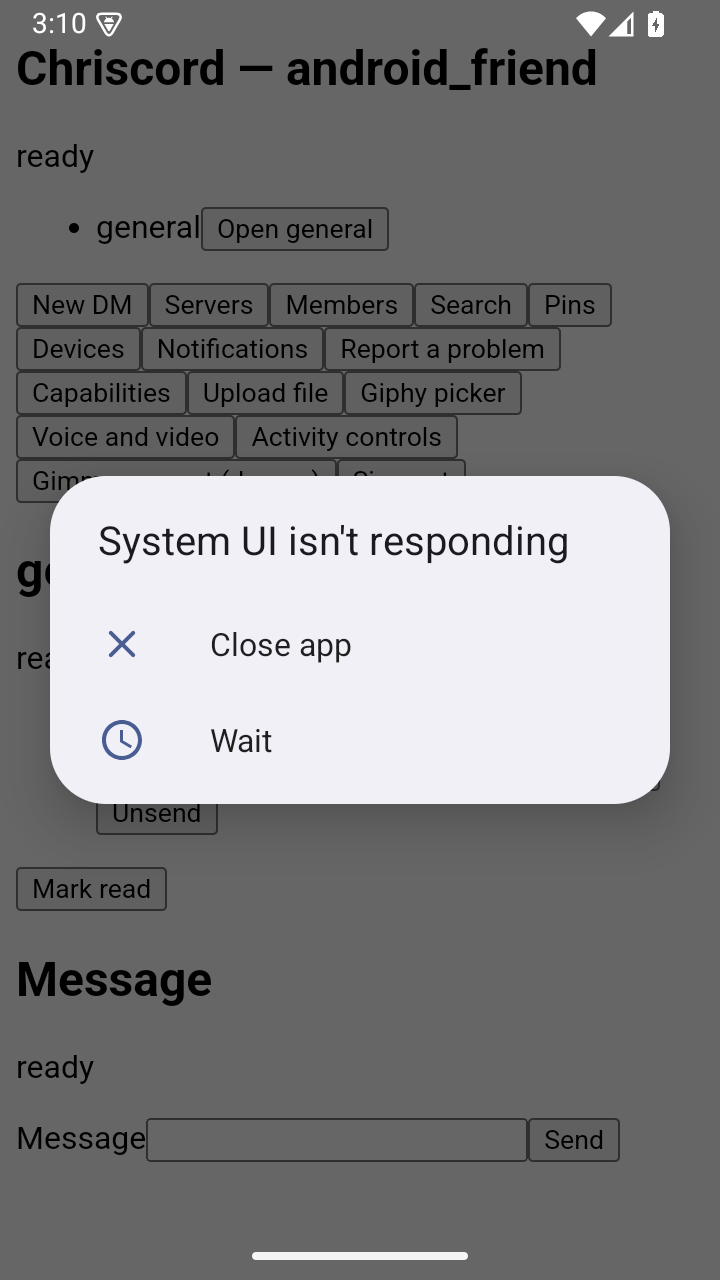 3:10
Chriscord — android_friend
ready
general Open general
New DM Servers Members Search Pins
Devices Notifications Report a problem
Capabilities Upload file Giphy picker
Voice and video Activity controls
System UI isn't responding
Close app
Wait
Unsend
Mark read
Message
ready
Message Send